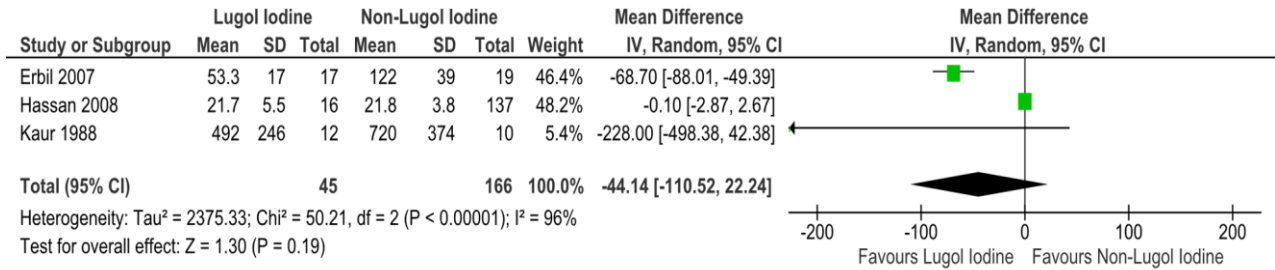 Lugol Iodine Non-Lugol Iodine Mean Difference Mean Difference
Study or Subgroup Mean SD Total Mean SD Total Weight IV, Random, 95% CI IV, Random, 95% CI
Erbil 2007 53.3 17 17 122 39 19 46.4% -68.70 [-88.01, -49.39]
Hassan 2008 21.7 5.5 16 21.8 3.8 137 48.2% -0.10 [-2.87, 2.67]
Kaur 1988 492 246 12 720 374 10 5.4% -228.00 [-498.38, 42.38]
Total (95% CI) 45 166 100.0% -44.14 [-110.52, 22.24]
Heterogeneity: Tau² = 2375.33; Chi² = 50.21, df = 2 (P < 0.00001); I² = 96%
Test for overall effect: Z = 1.30 (P = 0.19)
-200 -100 0 100 200
Favours Lugol Iodine Favours Non-Lugol Iodine